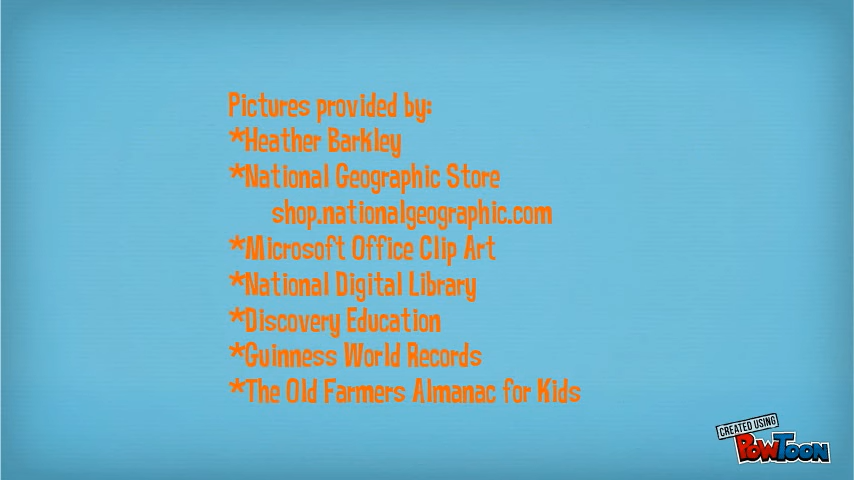 Pictures provided by:
*Heather Barkley
*National Geographic Store
shop.nationalgeographic.com
*Microsoft Office Clip Art
*National Digital Library
*Discovery Education
*Guinness World Records
*The Old Farmers Almanac for Kids
CREATED USING
POWTOON